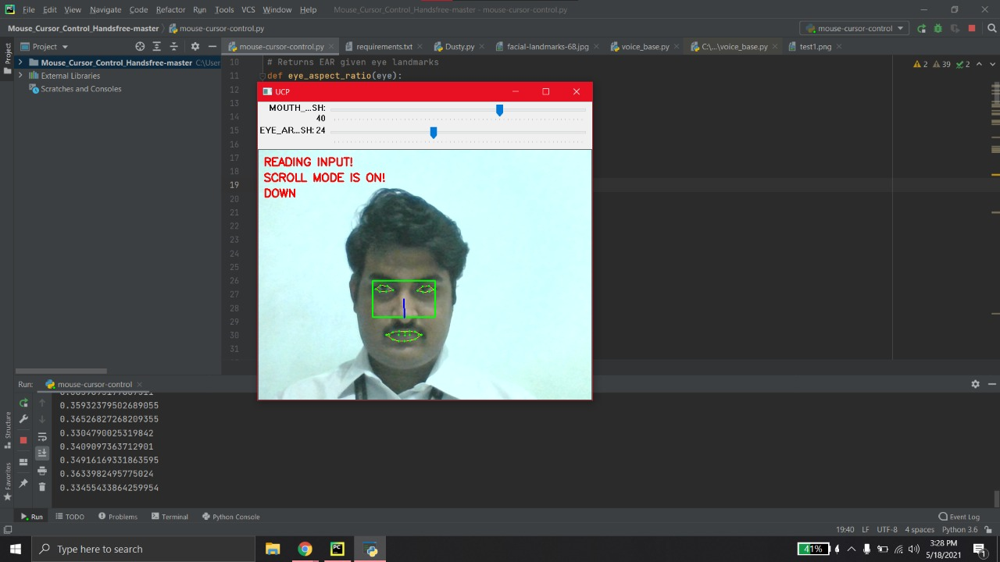 PC File Edit View Navigate Code Refactor Run Tools VCS Window Help Mouse_Cursor_Control_Handsfree-master - mouse-cursor-control.py
Mouse_Cursor_Control_Handsfree-master mouse-cursor-control.py mouse-cursor-control
Project Project mouse-cursor-control.py requirements.txt Dusty.py facial-landmarks-68.jpg voice_base.py C:\...\voice_base.py test1.png
Mouse_Cursor_Control_Handsfree-master C:\User
External Libraries
Scratches and Consoles
10 # Returns EAR given eye landmarks 2 39 2
11 def eye_aspect_ratio(eye):
12
13
14
15
16
17
18
19
20
21
22
23
24
25
26
27
28
29
30
31
UCP
MOUTH_...SH:
40
EYE_AR...SH: 24
READING INPUT!
SCROLL MODE IS ON!
DOWN
Run: mouse-cursor-control
0.35932379502689055
0.36526827268209355
0.3304790025319842
0.3409097363712901
0.34916169331863595
0.3633982495775024
0.33455433864259954
Structure
Favorites
Run TODO Problems Terminal Python Console Event Log
19:40 LF UTF-8 4 spaces Python 3.6
Type here to search
PC
41%
3:28 PM
5/18/2021
1